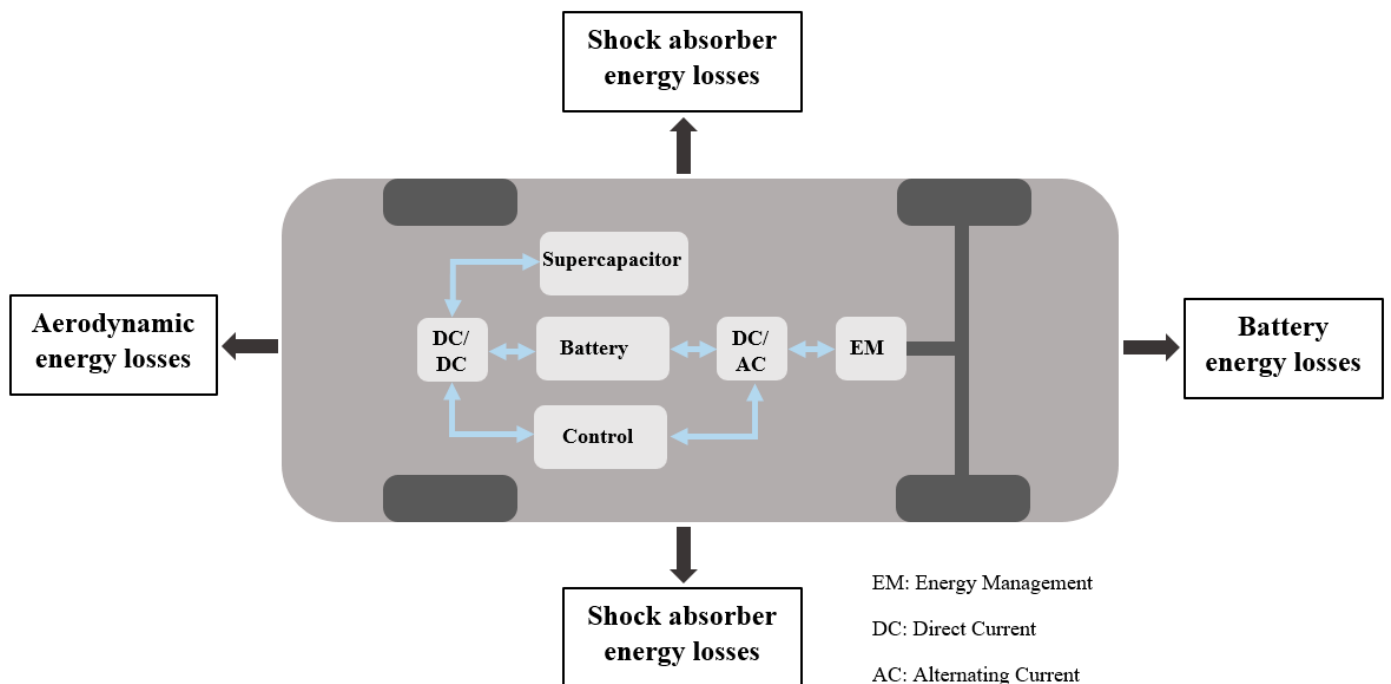 Shock absorber
energy losses
Supercapacitor
Aerodynamic
energy losses
DC/
DC
Battery
DC/
AC
EM
Battery
energy losses
Control
Shock absorber
energy losses
EM: Energy Management
DC: Direct Current
AC: Alternating Current